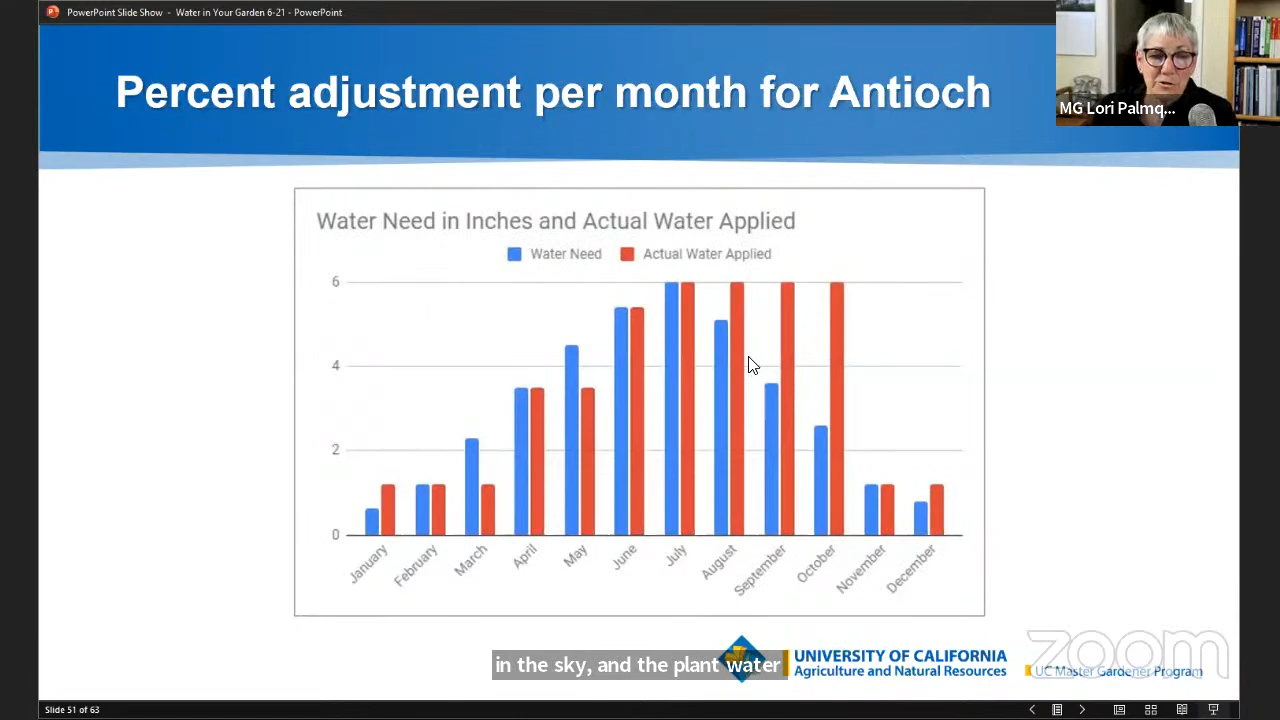 PowerPoint Slide Show - Water in Your Garden 6-21 - PowerPoint
Percent adjustment per month for Antioch
MG Lori Palmq...
Water Need in Inches and Actual Water Applied
Water Need
Actual Water Applied
6
4
2
0
January
February
March
April
May
June
July
August
September
October
November
December
in the sky, and the plant water
UNIVERSITY OF CALIFORNIA
Agriculture and Natural Resources
UC Master Gardener Program
zoom
Slide 51 of 63